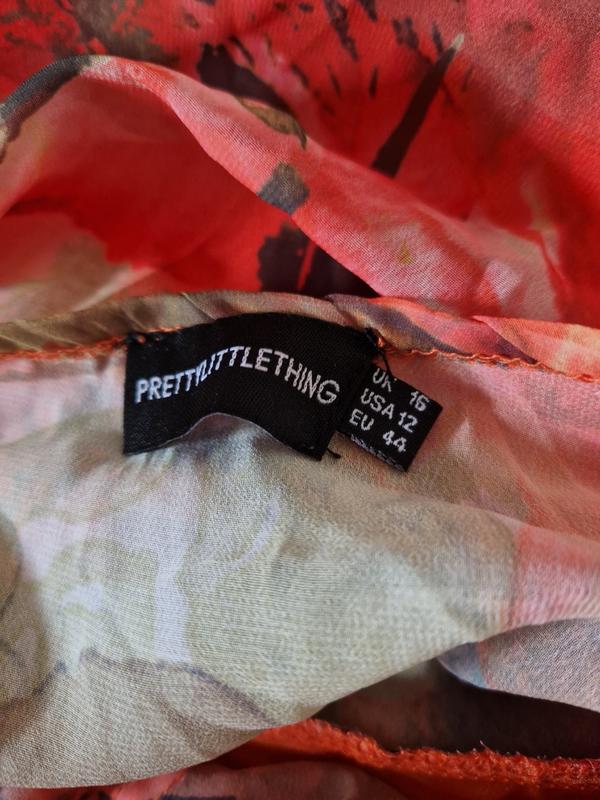 PRETTYLITTLETHING
UK 16
USA 12
EU 44